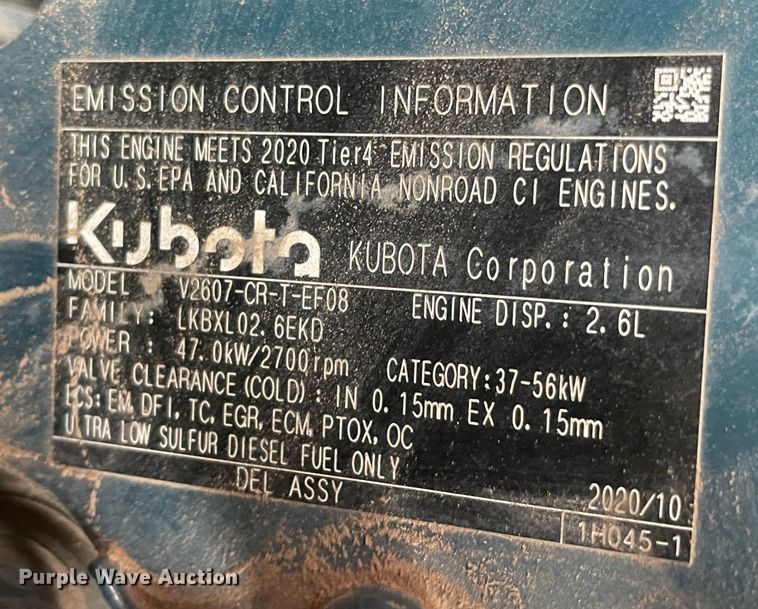 EMISSION CONTROL INFORMATION
THIS ENGINE MEETS 2020 Tier4 EMISSION REGULATIONS
FOR U.S.EPA AND CALIFORNIA NONROAD CI ENGINES.
Kubota KUBOTA Corporation
MODEL : V2607-CR-T-EF08 ENGINE DISP.: 2.6L
FAMILY: LKBXL02.6EKD
POWER : 47.0kW/2700rpm CATEGORY:37-56kW
VALVE CLEARANCE (COLD): IN 0.15mm EX 0.15mm
ECS: EM, DFI, TC, EGR, ECM, PTOX, OC
ULTRA LOW SULFUR DIESEL FUEL ONLY
DEL ASSY 2020/10
1H045-1
Purple Wave Auction